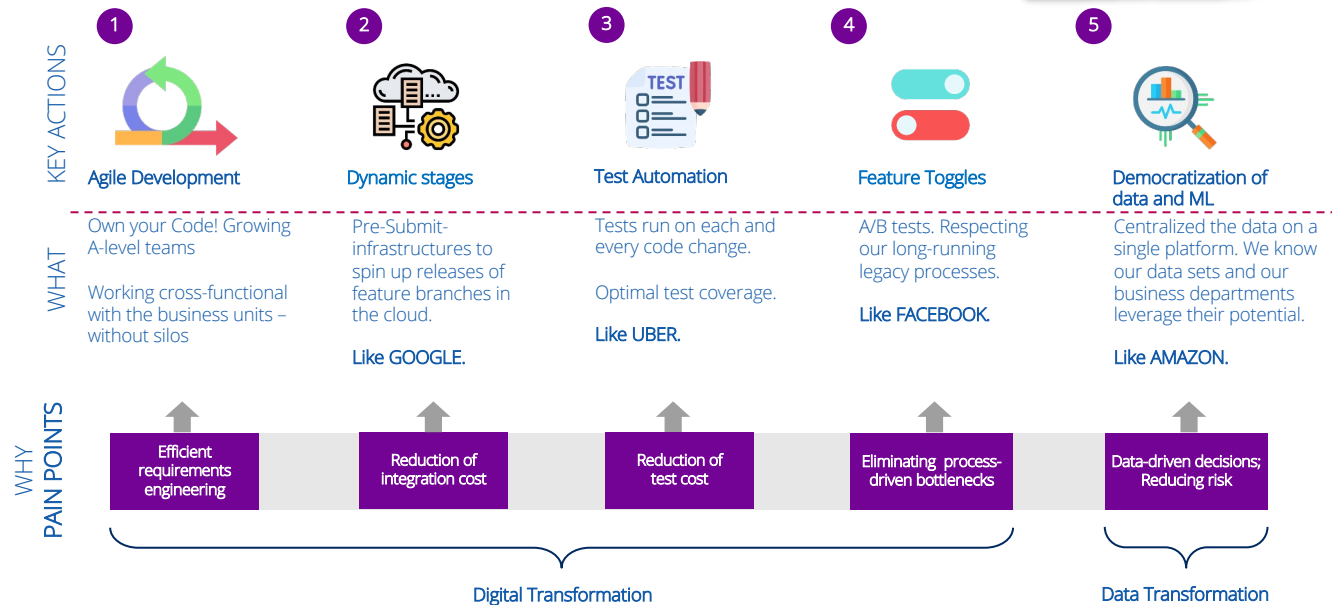 1
2
3
4
5
KEY ACTIONS
TEST
Agile Development
Dynamic stages
Test Automation
Feature Toggles
Democratization of
data and ML
WHAT
Own your Code! Growing
A-level teams
Working cross-functional
with the business units –
without silos
Pre-Submit-
infrastructures to
spin up releases of
feature branches in
the cloud.
Like GOOGLE.
Tests run on each and
every code change.
Optimal test coverage.
Like UBER.
A/B tests. Respecting
our long-running
legacy processes.
Like FACEBOOK.
Centralized the data on a
single platform. We know
our data sets and our
business departments
leverage their potential.
Like AMAZON.
WHY
PAIN POINTS
Efficient
requirements
engineering
Reduction of
integration cost
Reduction of
test cost
Eliminating process-
driven bottlenecks
Data-driven decisions;
Reducing risk
Digital Transformation
Data Transformation